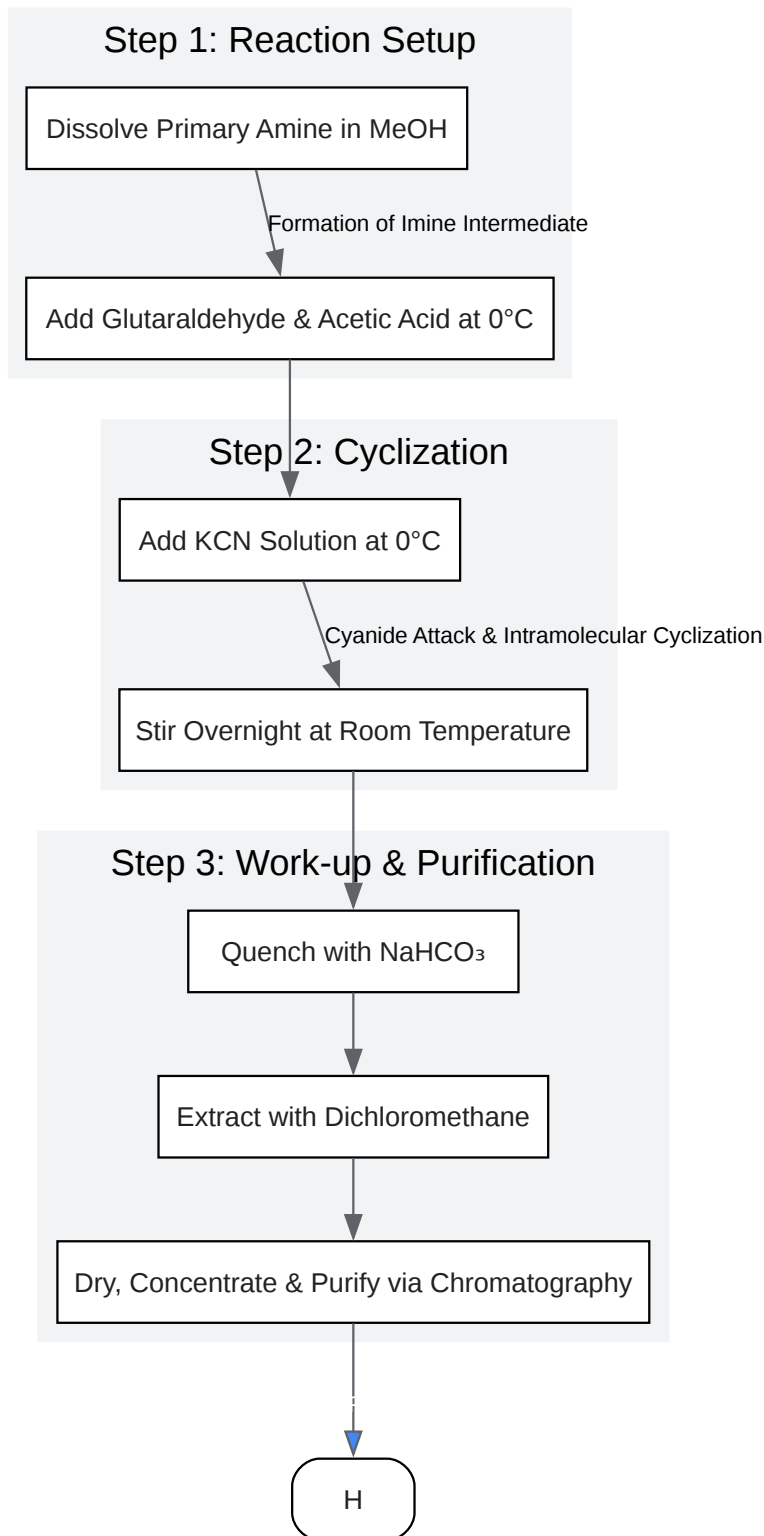 Step 1: Reaction Setup
Dissolve Primary Amine in MeOH
Formation of Imine Intermediate
Add Glutaraldehyde & Acetic Acid at 0°C
Step 2: Cyclization
Add KCN Solution at 0°C
Cyanide Attack & Intramolecular Cyclization
Stir Overnight at Room Temperature
Step 3: Work-up & Purification
Quench with NaHCO₃
Extract with Dichloromethane
Dry, Concentrate & Purify via Chromatography
H